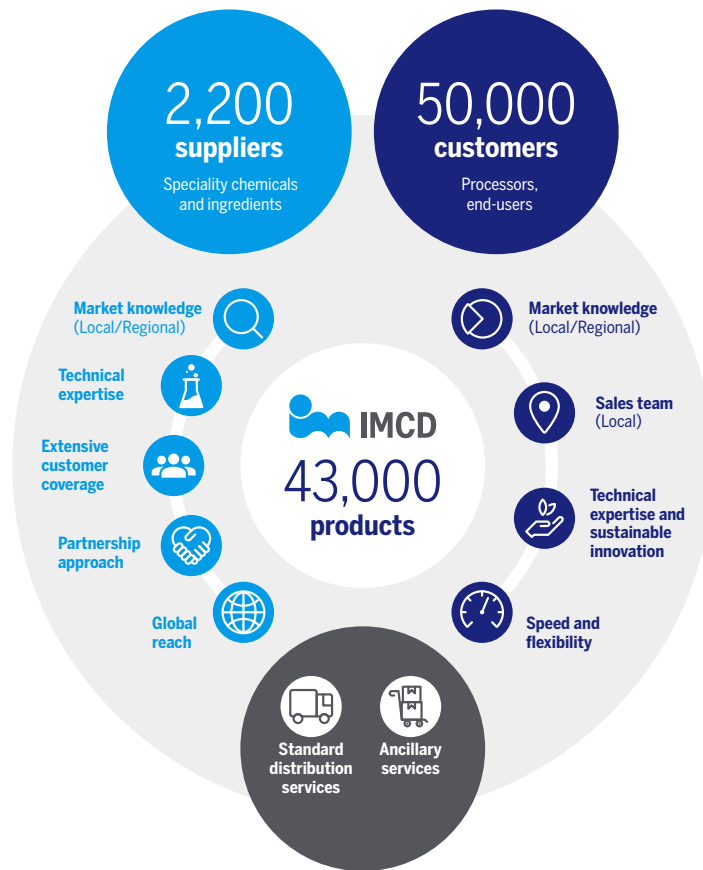 2,200
suppliers
Speciality chemicals
and ingredients
50,000
customers
Processors,
end-users
Market knowledge
(Local/Regional)
Technical
expertise
Extensive
customer
coverage
Partnership
approach
Global
reach
IMCD
43,000
products
Market knowledge
(Local/Regional)
Sales team
(Local)
Technical
expertise and
sustainable
innovation
Speed and
flexibility
Standard
distribution
services
Ancillary
services